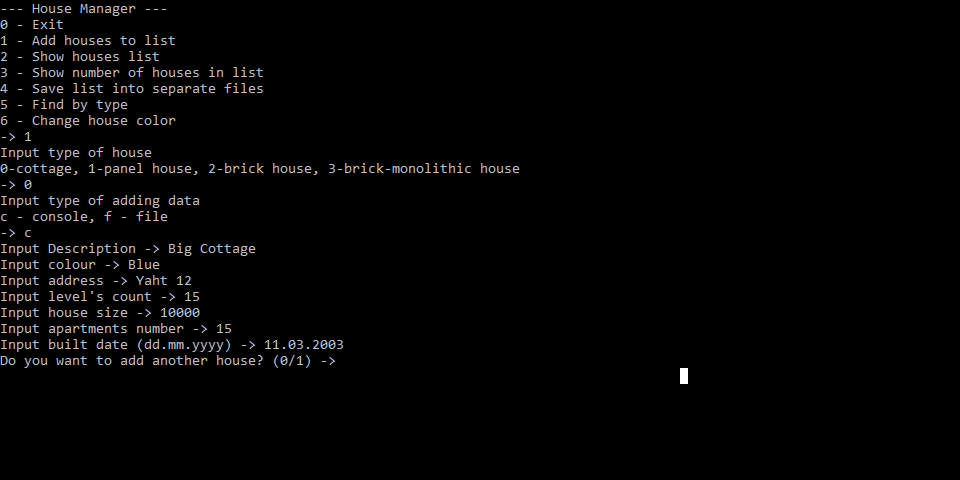 --- House Manager ---
0 - Exit
1 - Add houses to list
2 - Show houses list
3 - Show number of houses in list
4 - Save list into separate files
5 - Find by type
6 - Change house color
-> 1
Input type of house
0-cottage, 1-panel house, 2-brick house, 3-brick-monolithic house
-> 0
Input type of adding data
c - console, f - file
-> c
Input Description -> Big Cottage
Input colour -> Blue
Input address -> Yaht 12
Input level's count -> 15
Input house size -> 10000
Input apartments number -> 15
Input built date (dd.mm.yyyy) -> 11.03.2003
Do you want to add another house? (0/1) ->